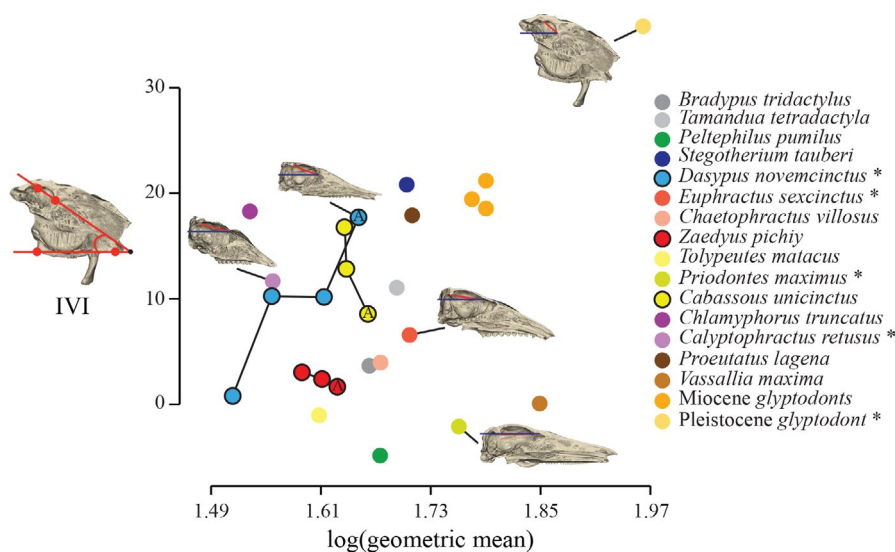 30
20
10
0
1.49 1.61 1.73 1.85 1.97
log(geometric mean)
IVI
A
A
A
Bradypus tridactylus
Tamandua tetradactyla
Peltephilus pumilus
Stegotherium tauberi
Dasypus novemcinctus *
Euphractus sexcinctus *
Chaetophractus villosus
Zaedyus pichiy
Tolypeutes matacus
Priodontes maximus *
Cabassous unicinctus
Chlamyphorus truncatus
Calyptophractus retusus *
Proeutatus lagena
Vassallia maxima
Miocene glyptodonts
Pleistocene glyptodont *